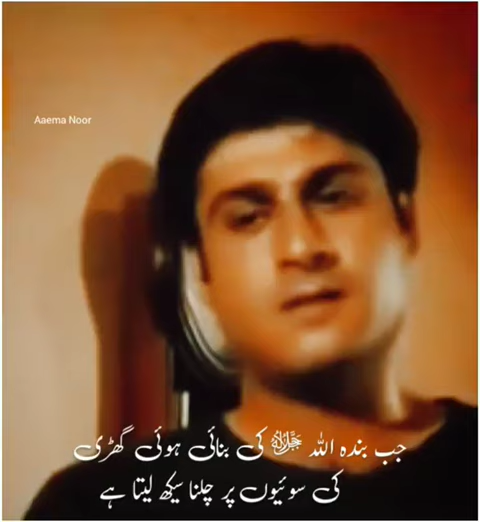 Aaema Noor
جب بندہ اللہ ﷻ کی بنائی ہوئی گھڑی
کی سوئیوں پر چلنا سیکھ لیتا ہے